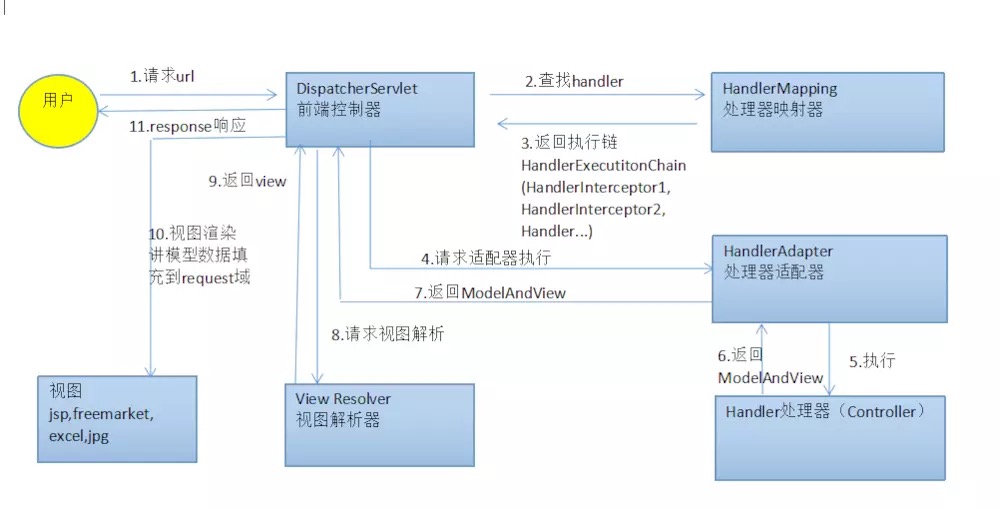 1.请求url
用户
DispatcherServlet
前端控制器
2.查找handler
HandlerMapping
处理器映射器
11.response响应
3.返回执行链
HandlerExecutitonChain
(HandlerInterceptor1,
HandlerInterceptor2,
Handler...)
9.返回view
10.视图渲染
讲模型数据填
充到request域
4.请求适配器执行
HandlerAdapter
处理器适配器
7.返回ModelAndView
8.请求视图解析
6.返回
ModelAndView
5.执行
视图
jsp,freemarket,
excel,jpg
View Resolver
视图解析器
Handler处理器（Controller）